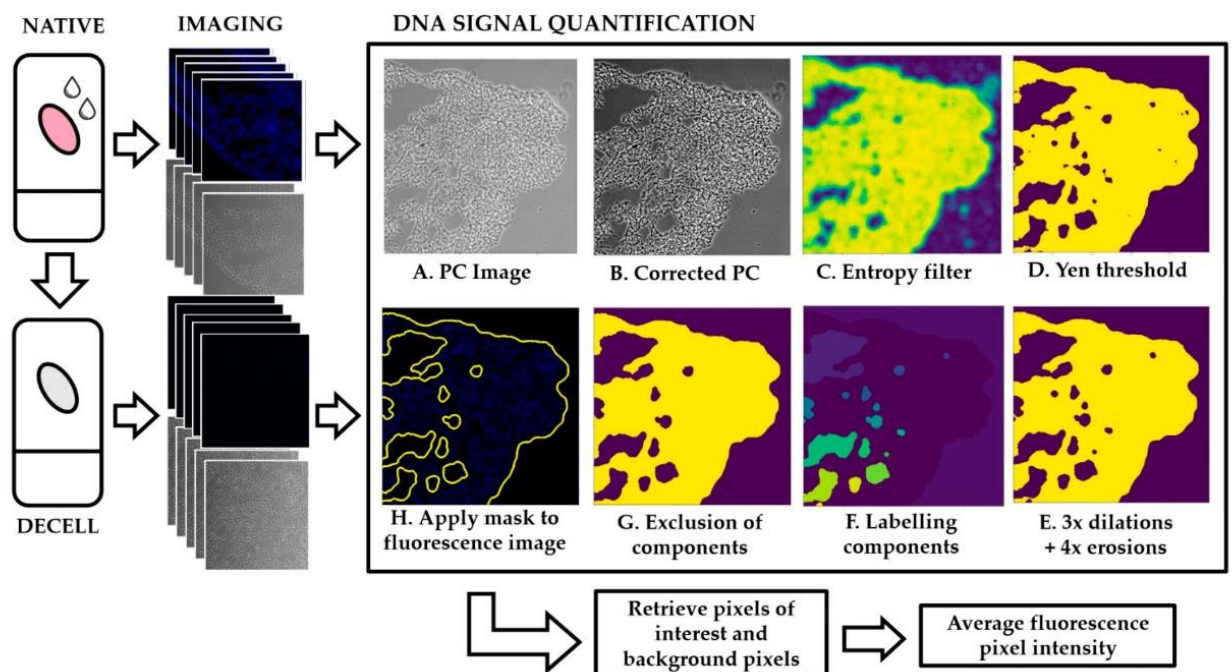 NATIVE
IMAGING
DNA SIGNAL QUANTIFICATION
A. PC Image
B. Corrected PC
C. Entropy filter
D. Yen threshold
DECELL
H. Apply mask to
fluorescence image
G. Exclusion of
components
F. Labelling
components
E. 3x dilations
+ 4x erosions
Retrieve pixels of
interest and
background pixels
Average fluorescence
pixel intensity